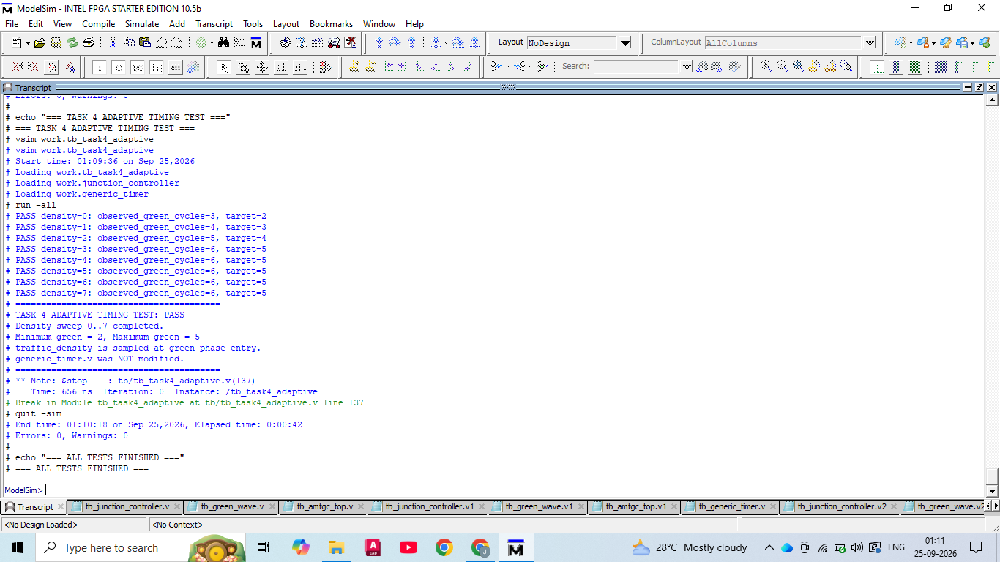 ModelSim - INTEL FPGA STARTER EDITION 10.5b
File Edit View Compile Simulate Add Transcript Tools Layout Bookmarks Window Help
Layout NoDesign ColumnLayout AllColumns
Search:
Transcript
# Errors: 0, Warnings: 0
#
# echo "=== TASK 4 ADAPTIVE TIMING TEST ==="
# === TASK 4 ADAPTIVE TIMING TEST ===
# vsim work.tb_task4_adaptive
# vsim work.tb_task4_adaptive
# Start time: 01:09:36 on Sep 25,2026
# Loading work.tb_task4_adaptive
# Loading work.junction_controller
# Loading work.generic_timer
# run -all
# PASS density=0: observed_green_cycles=3, target=2
# PASS density=1: observed_green_cycles=4, target=3
# PASS density=2: observed_green_cycles=5, target=4
# PASS density=3: observed_green_cycles=6, target=5
# PASS density=4: observed_green_cycles=6, target=5
# PASS density=5: observed_green_cycles=6, target=5
# PASS density=6: observed_green_cycles=6, target=5
# PASS density=7: observed_green_cycles=6, target=5
# ========================================
# TASK 4 ADAPTIVE TIMING TEST: PASS
# Density sweep 0..7 completed.
# Minimum green = 2, Maximum green = 5
# traffic_density is sampled at green-phase entry.
# generic_timer.v was NOT modified.
# ========================================
# ** Note: $stop    : tb/tb_task4_adaptive.v(137)
#    Time: 656 ns  Iteration: 0  Instance: /tb_task4_adaptive
# Break in Module tb_task4_adaptive at tb/tb_task4_adaptive.v line 137
# quit -sim
# End time: 01:10:18 on Sep 25,2026, Elapsed time: 0:00:42
# Errors: 0, Warnings: 0
#
# echo "=== ALL TESTS FINISHED ==="
# === ALL TESTS FINISHED ===
ModelSim>
Transcript tb_junction_controller.v tb_green_wave.v tb_amtgc_top.v tb_junction_controller.v1 tb_green_wave.v1 tb_amtgc_top.v1 tb_generic_timer.v tb_junction_controller.v2 tb_green_wave.v2
<No Design Loaded> <No Context>
Type here to search 28°C Mostly cloudy ENG 01:11
25-09-2026